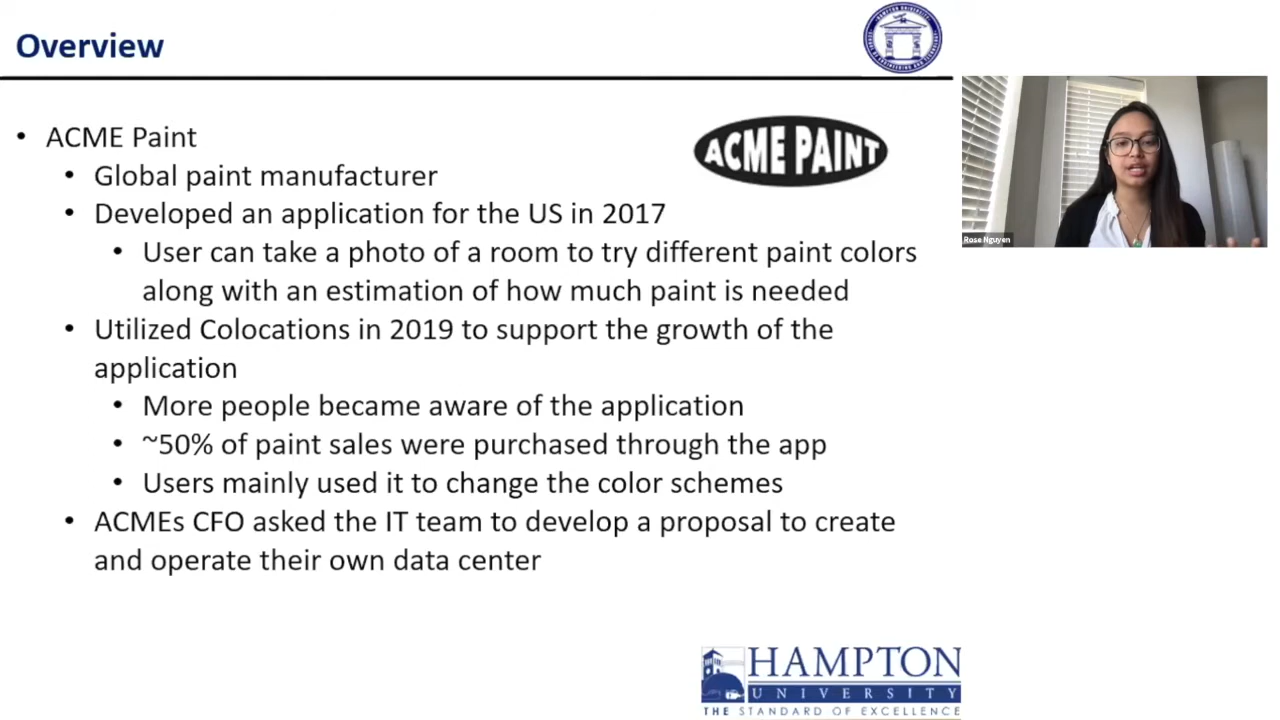 Overview
• ACME Paint
ACME PAINT
• Global paint manufacturer
• Developed an application for the US in 2017
• User can take a photo of a room to try different paint colors
along with an estimation of how much paint is needed
• Utilized Colocations in 2019 to support the growth of the
application
• More people became aware of the application
• ~50% of paint sales were purchased through the app
• Users mainly used it to change the color schemes
• ACMEs CFO asked the IT team to develop a proposal to create
and operate their own data center
Rose Nguyen
HAMPTON
UNIVERSITY
THE STANDARD OF EXCELLENCE